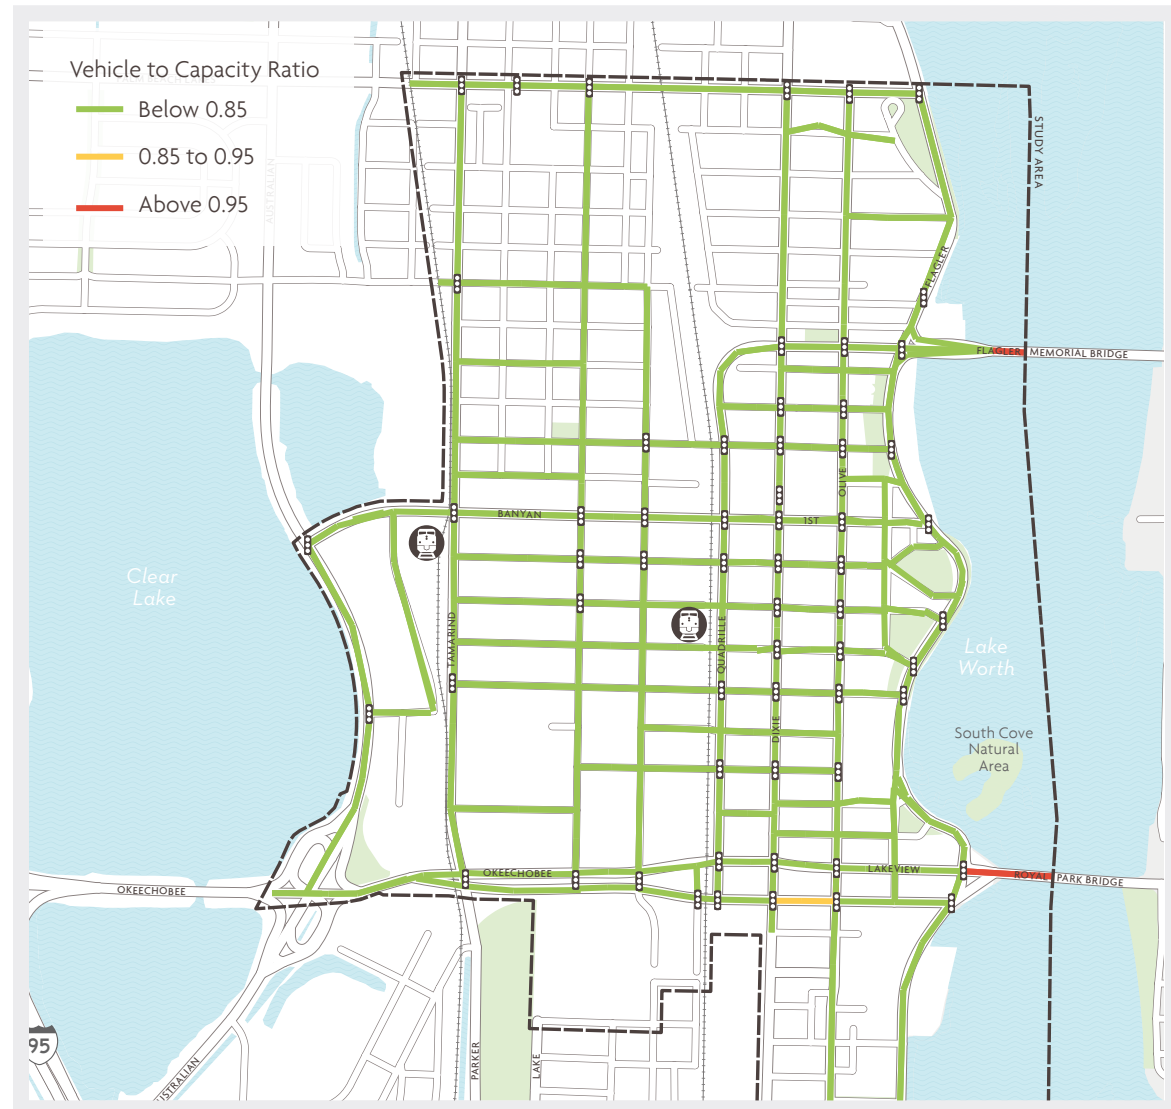 Vehicle to Capacity Ratio
Below 0.85
0.85 to 0.95
Above 0.95
AUSTRALIAN
STUDY AREA
FLAGLER
FLAGLER MEMORIAL BRIDGE
OLIVE
BANYAN
1ST
Clear
Lake
TAMARIND
QUADRILLE
Lake
Worth
DIXIE
South Cove
Natural
Area
OKEECHOBEE
OKEECHOBEE
LAKEVIEW
ROYAL PARK BRIDGE
95
AUSTRALIAN
PARKER
LAKE